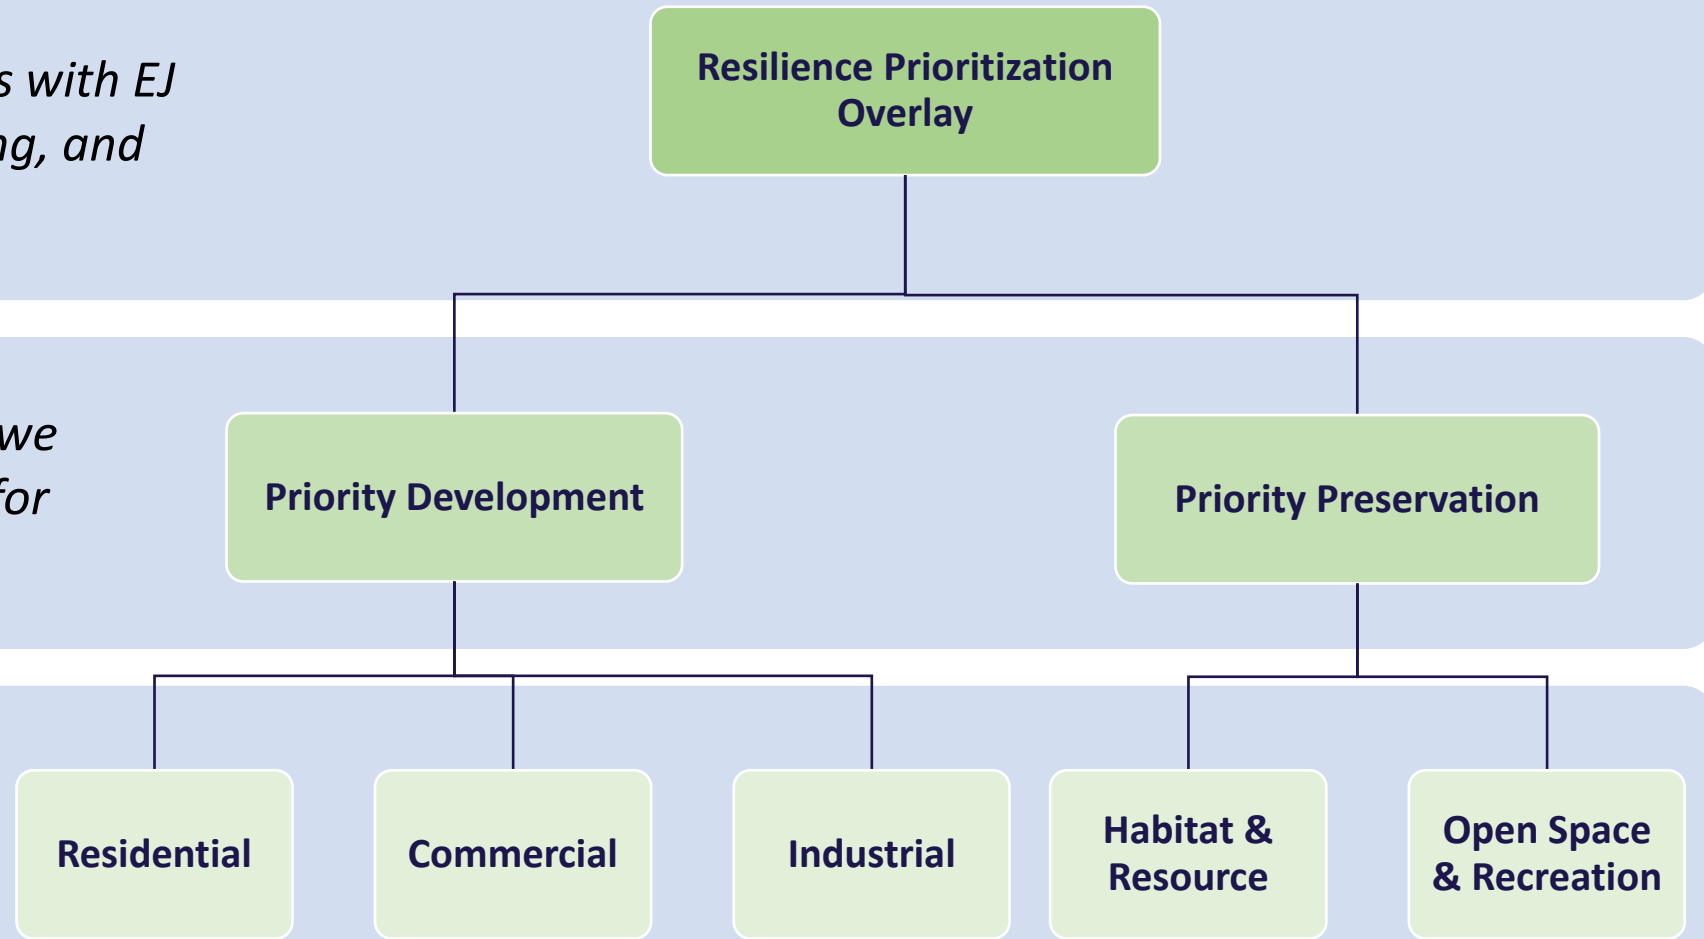 s with EJ
ng, and
Resilience Prioritization
Overlay
we
for
Priority Development
Priority Preservation
Residential
Commercial
Industrial
Habitat &
Resource
Open Space
& Recreation